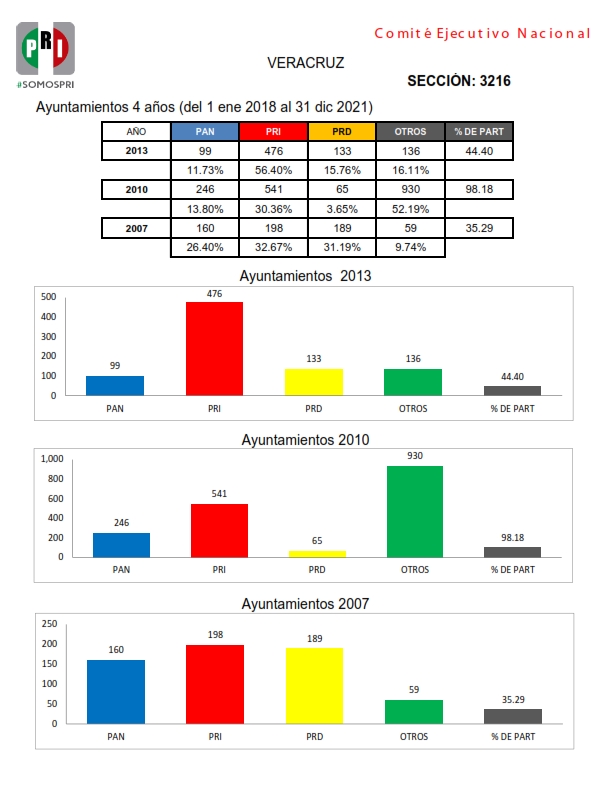 Comité Ejecutivo Nacional
PRI
#SOMOSPRI
VERACRUZ
SECCIÓN: 3216
Ayuntamientos 4 años (del 1 ene 2018 al 31 dic 2021)
AÑO PAN PRI PRD OTROS % DE PART
2013 99 476 133 136 44.40
11.73% 56.40% 15.76% 16.11%
2010 246 541 65 930 98.18
13.80% 30.36% 3.65% 52.19%
2007 160 198 189 59 35.29
26.40% 32.67% 31.19% 9.74%
Ayuntamientos 2013
500
400
300
200
100
0
99 476 133 136 44.40
PAN PRI PRD OTROS % DE PART
Ayuntamientos 2010
1,000
800
600
400
200
0
246 541 65 930 98.18
PAN PRI PRD OTROS % DE PART
Ayuntamientos 2007
250
200
150
100
50
0
160 198 189 59 35.29
PAN PRI PRD OTROS % DE PART